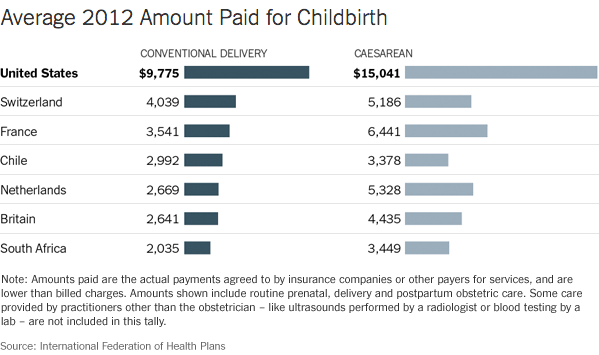 Average 2012 Amount Paid for Childbirth
CONVENTIONAL DELIVERY CAESAREAN
United States $9,775 $15,041
Switzerland 4,039 5,186
France 3,541 6,441
Chile 2,992 3,378
Netherlands 2,669 5,328
Britain 2,641 4,435
South Africa 2,035 3,449
Note: Amounts paid are the actual payments agreed to by insurance companies or other payers for services, and are
lower than billed charges. Amounts shown include routine prenatal, delivery and postpartum obstetric care. Some care
provided by practitioners other than the obstetrician – like ultrasounds performed by a radiologist or blood testing by a
lab – are not included in this tally.
Source: International Federation of Health Plans